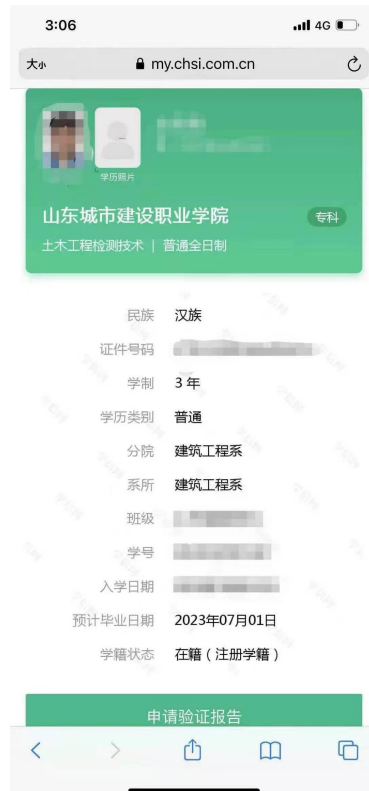 3:06 4G
大小 my.chsi.com.cn
学历照片
山东城市建设职业学院 专科
土木工程检测技术 | 普通全日制
民族 汉族
证件号码
学制 3 年
学历类别 普通
分院 建筑工程系
系所 建筑工程系
班级
学号
入学日期
预计毕业日期 2023年07月01日
学籍状态 在籍（注册学籍）
申请验证报告